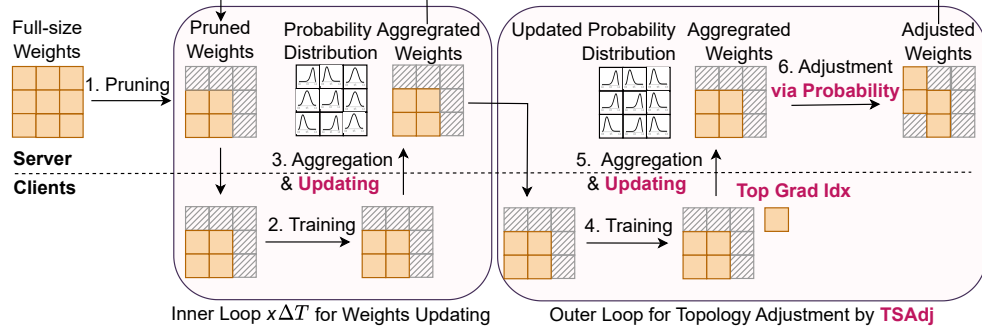 Full-size
Weights
1. Pruning
Pruned
Weights
Probability
Distribution
Aggregrated
Weights
Updated Probability
Distribution
Aggregrated
Weights
6. Adjustment
via Probability
Adjusted
Weights
Server
Clients
3. Aggregation
& Updating
5. Aggregation
& Updating
Top Grad Idx
2. Training
4. Training
Inner Loop xΔT for Weights Updating
Outer Loop for Topology Adjustment by TSAdj